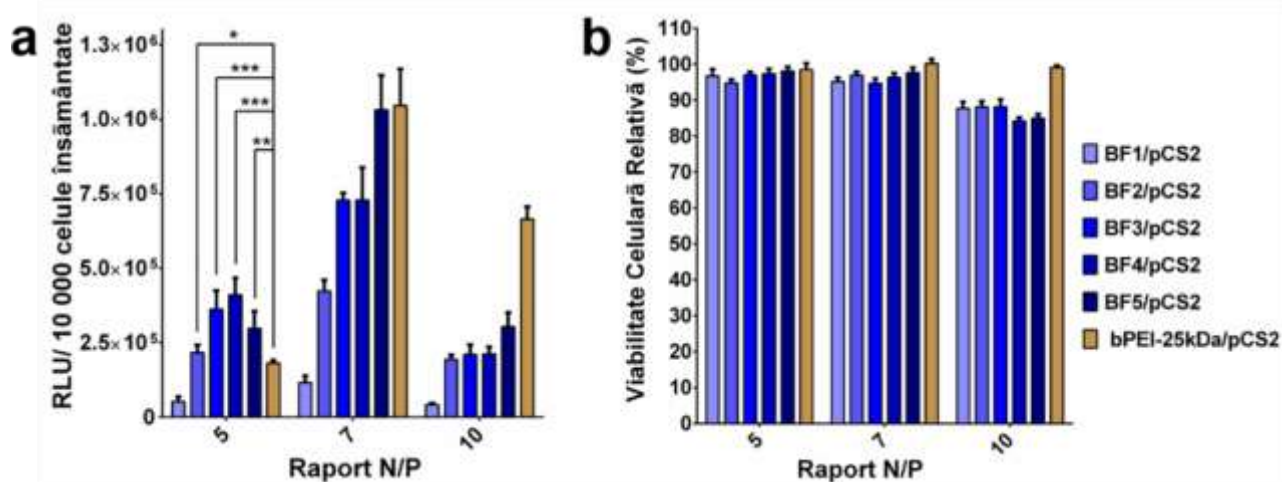 a
RLU/ 10 000 celule însământate
1.3× 10⁶
1.0× 10⁶
7.5× 10⁵
5.0× 10⁵
2.5× 10⁵
0
*
***
***
**
5
7
10
Raport N/P
b
Viabilitate Celulară Relativă (%)
110
100
90
80
70
60
50
40
30
20
10
0
5
7
10
Raport N/P
BF1/pCS2
BF2/pCS2
BF3/pCS2
BF4/pCS2
BF5/pCS2
bPEI-25kDa/pCS2